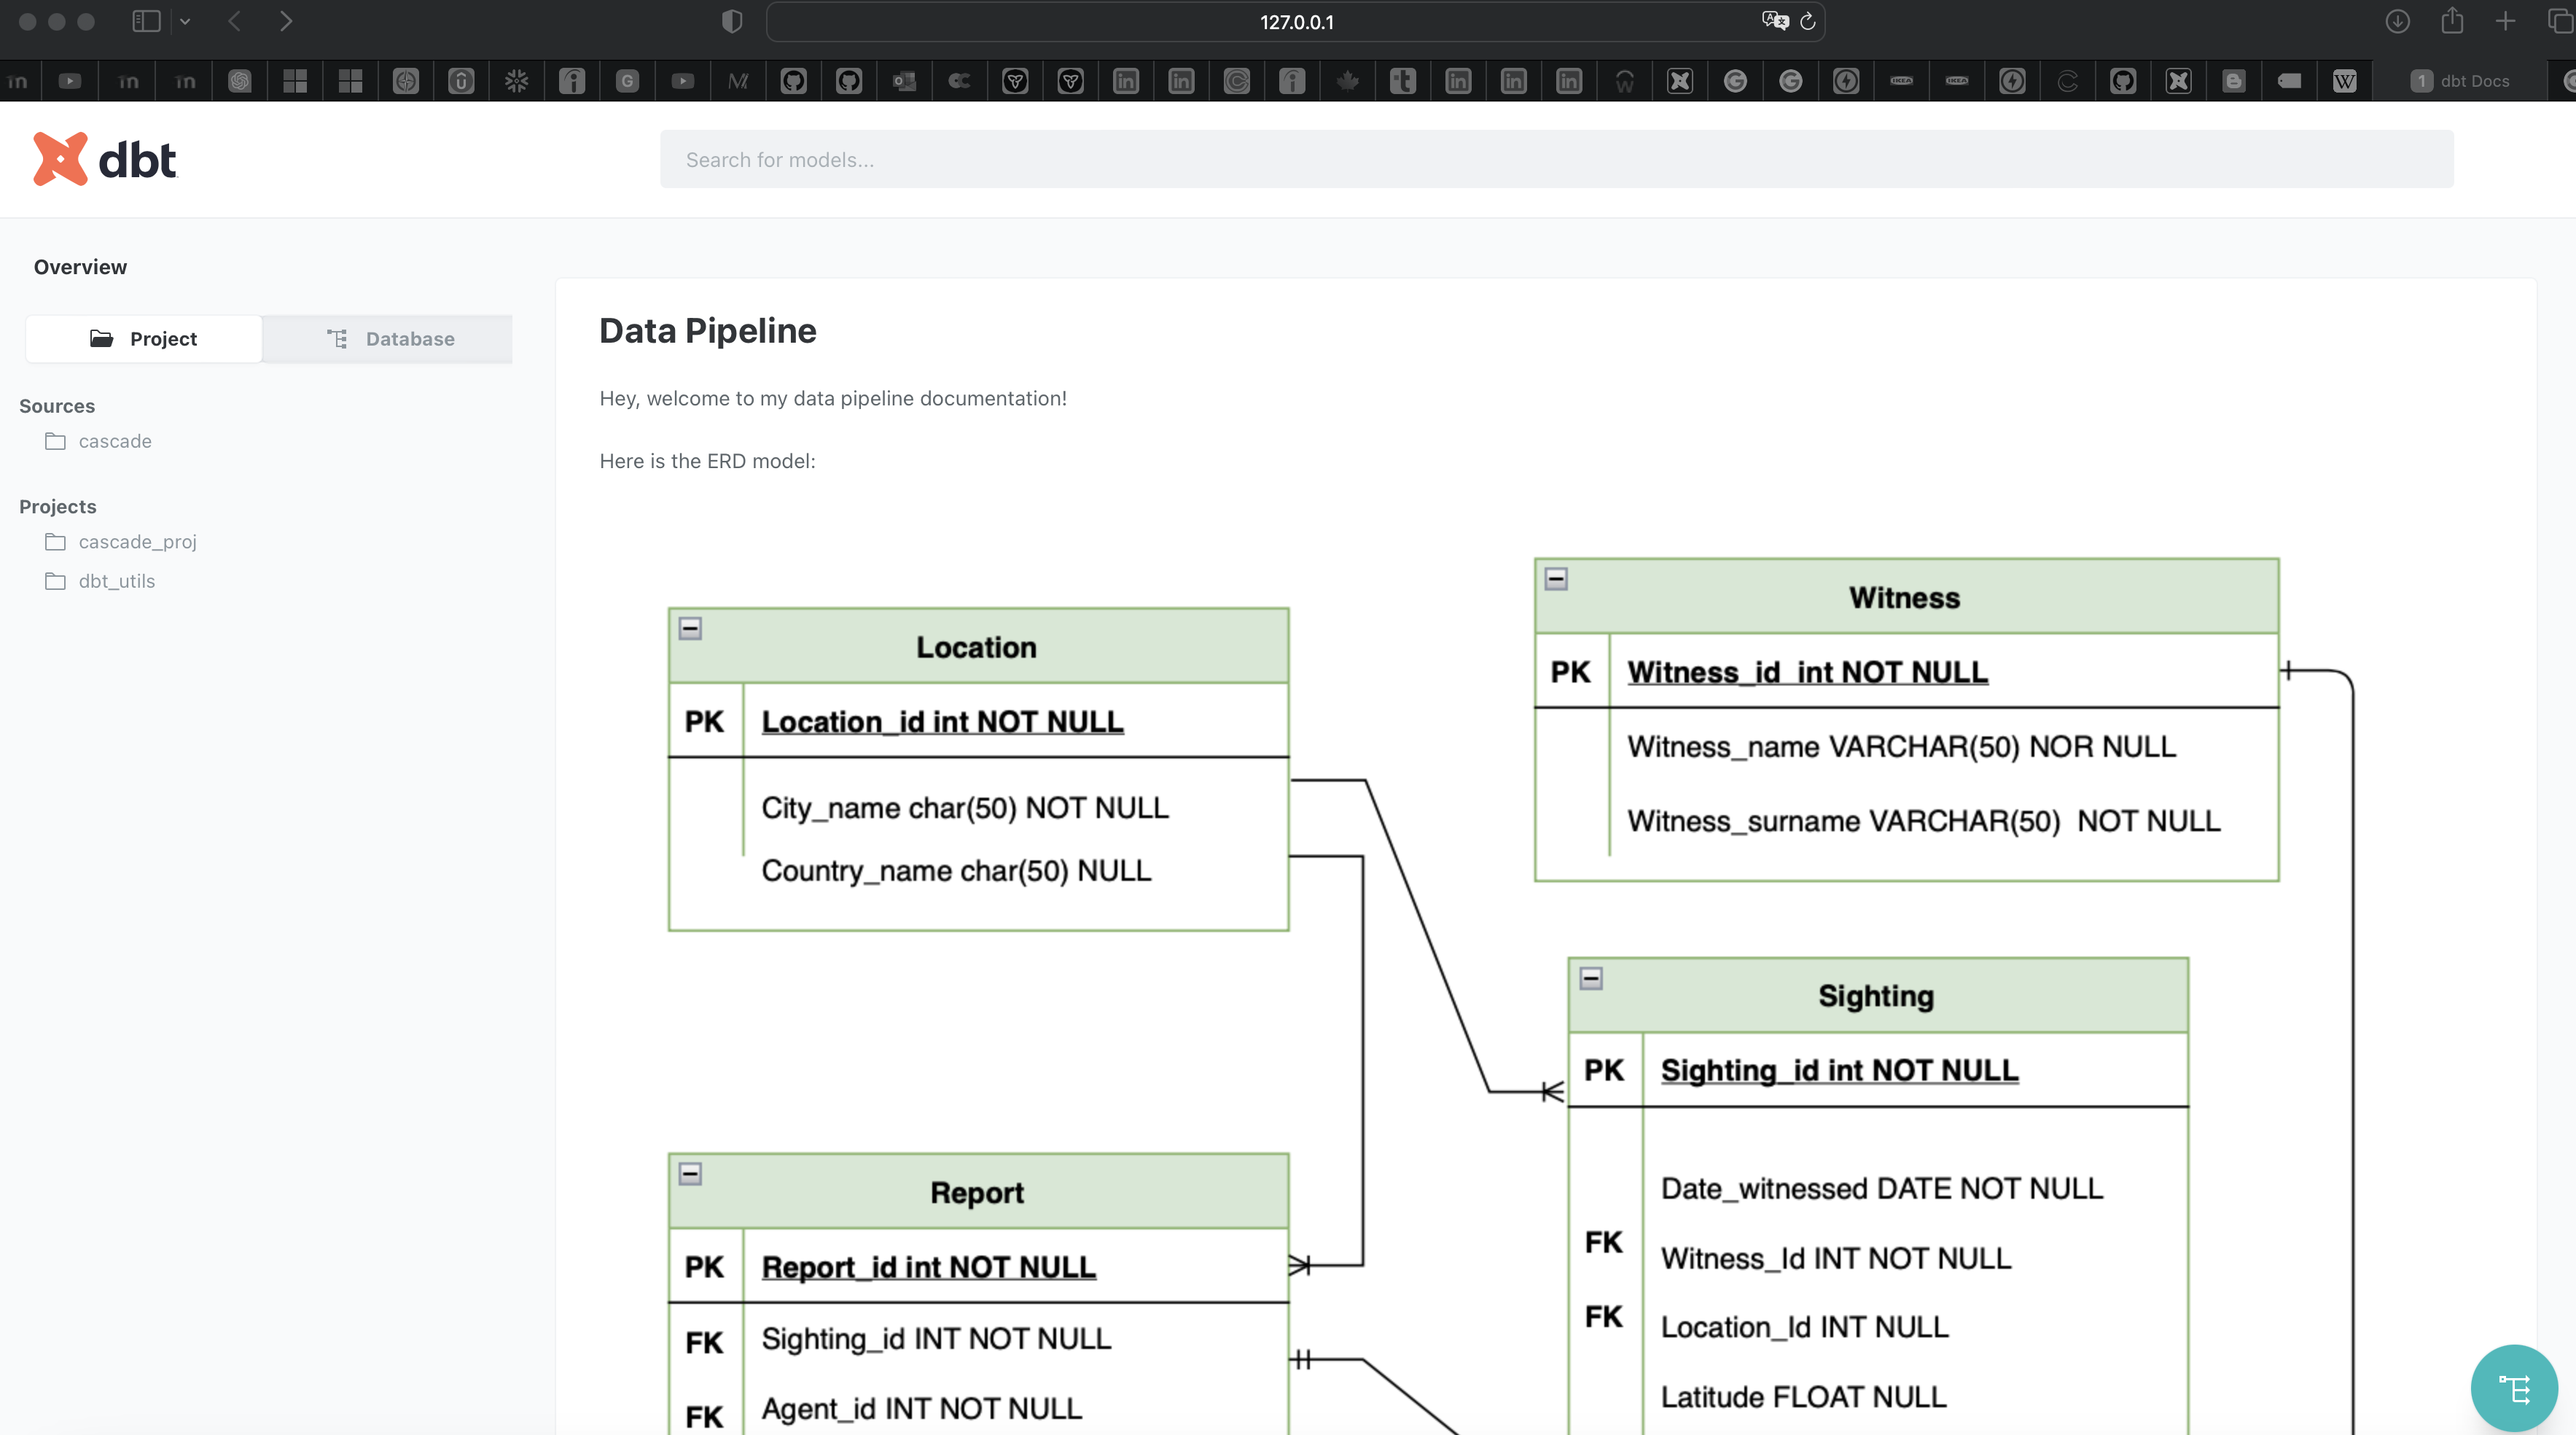 127.0.0.1
1 dbt Docs
dbt
Search for models...
Overview
Project
Database
Sources
cascade
Projects
cascade_proj
dbt_utils
Data Pipeline
Hey, welcome to my data pipeline documentation!
Here is the ERD model:
Location
PK Location_id int NOT NULL
City_name char(50) NOT NULL
Country_name char(50) NULL
Witness
PK Witness_id int NOT NULL
Witness_name VARCHAR(50) NOR NULL
Witness_surname VARCHAR(50) NOT NULL
Sighting
PK Sighting_id int NOT NULL
Date_witnessed DATE NOT NULL
FK Witness_Id INT NOT NULL
FK Location_Id INT NULL
Latitude FLOAT NULL
Report
PK Report_id int NOT NULL
FK Sighting_id INT NOT NULL
FK Agent_id INT NOT NULL